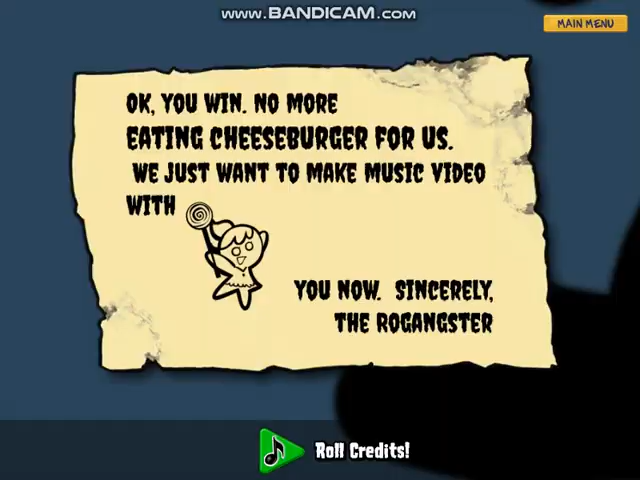 www.BANDICAM.com
MAIN MENU
OK, YOU WIN. NO MORE
EATING CHEESEBURGER FOR US.
WE JUST WANT TO MAKE MUSIC VIDEO
WITH
YOU NOW. SINCERELY,
THE ROGANGSTER
Roll Credits!